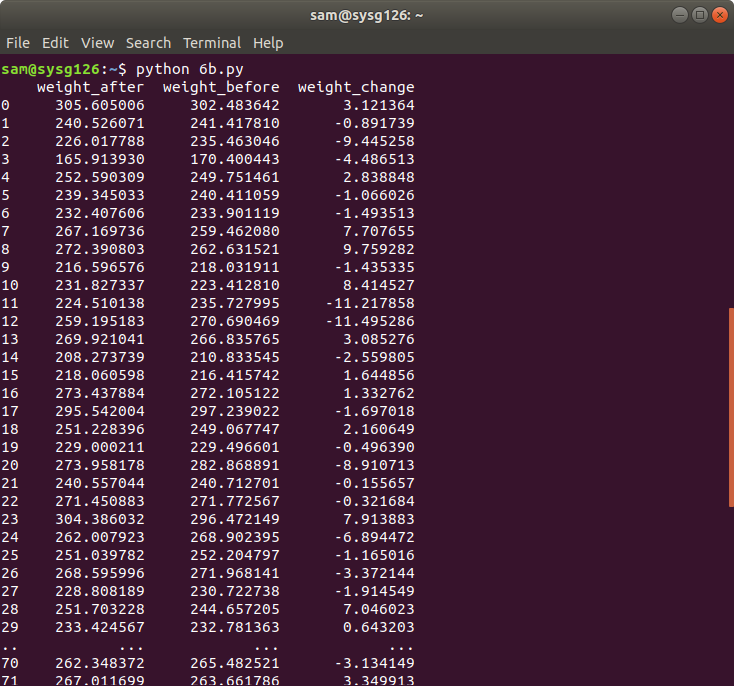 sam@sysg126: ~
File Edit View Search Terminal Help
sam@sysg126:~$ python 6b.py
    weight_after  weight_before  weight_change
0     305.605006     302.483642       3.121364
1     240.526071     241.417810      -0.891739
2     226.017788     235.463046      -9.445258
3     165.913930     170.400443      -4.486513
4     252.590309     249.751461       2.838848
5     239.345033     240.411059      -1.066026
6     232.407606     233.901119      -1.493513
7     267.169736     259.462080       7.707655
8     272.390803     262.631521       9.759282
9     216.596576     218.031911      -1.435335
10    231.827337     223.412810       8.414527
11    224.510138     235.727995     -11.217858
12    259.195183     270.690469     -11.495286
13    269.921041     266.835765       3.085276
14    208.273739     210.833545      -2.559805
15    218.060598     216.415742       1.644856
16    273.437884     272.105122       1.332762
17    295.542004     297.239022      -1.697018
18    251.228396     249.067747       2.160649
19    229.000211     229.496601      -0.496390
20    273.958178     282.868891      -8.910713
21    240.557044     240.712701      -0.155657
22    271.450883     271.772567      -0.321684
23    304.386032     296.472149       7.913883
24    262.007923     268.902395      -6.894472
25    251.039782     252.204797      -1.165016
26    268.595996     271.968141      -3.372144
27    228.808189     230.722738      -1.914549
28    251.703228     244.657205       7.046023
29    233.424567     232.781363       0.643203
..           ...            ...            ...
70    262.348372     265.482521      -3.134149
71    267.011699     263.661786       3.349913